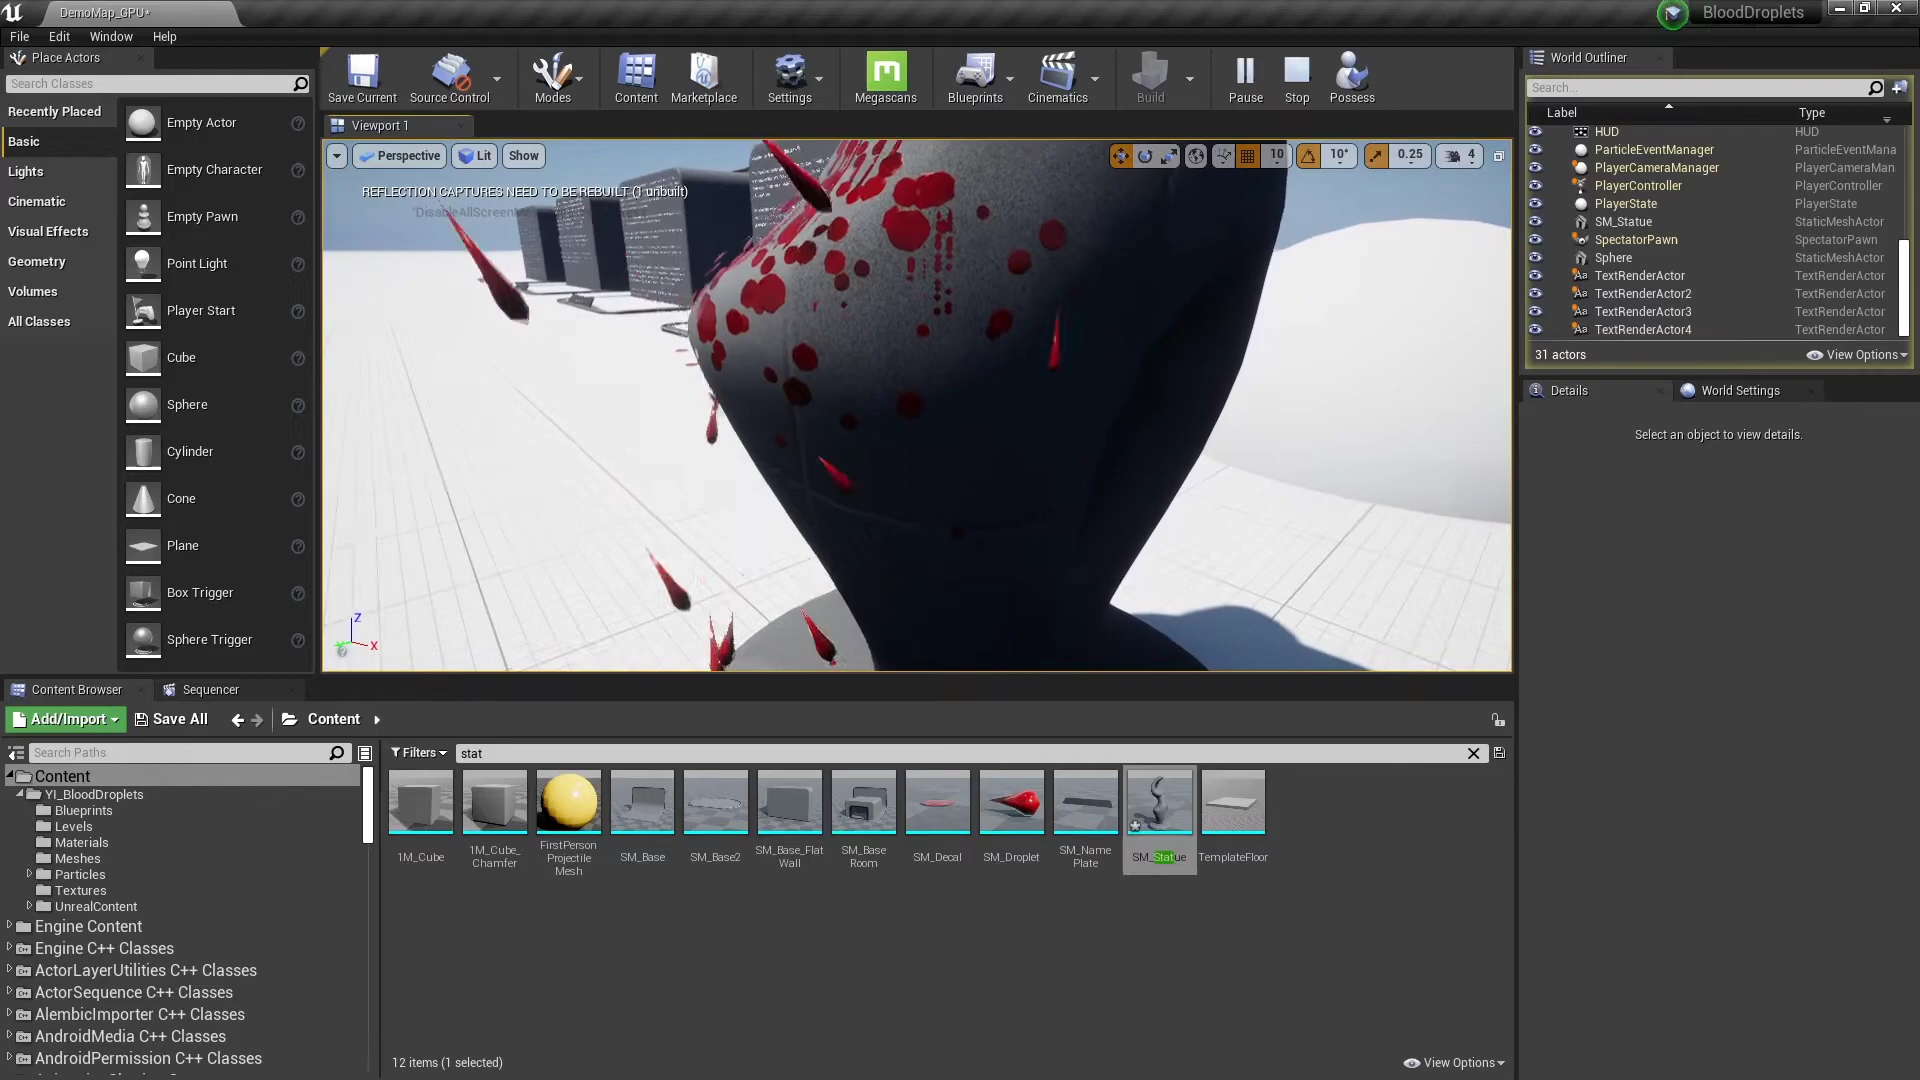 DemoMap_GPU*
BloodDroplets
File Edit Window Help
Place Actors
Search Classes
Recently Placed
Basic
Lights
Cinematic
Visual Effects
Geometry
Volumes
All Classes
Empty Actor
Empty Character
Empty Pawn
Point Light
Player Start
Cube
Sphere
Cylinder
Cone
Plane
Box Trigger
Sphere Trigger
Save Current
Source Control
Modes
Content
Marketplace
Settings
Megascans
Blueprints
Cinematics
Build
Pause
Stop
Possess
Viewport 1
Perspective Lit Show
10 10° 0.25 4
REFLECTION CAPTURES NEED TO BE REBUILT (1 unbuilt)
Z
X
World Outliner
Search...
Label Type
HUD HUD
ParticleEventManager ParticleEventMana
PlayerCameraManager PlayerCameraMan
PlayerController PlayerController
PlayerState PlayerState
SM_Statue StaticMeshActor
SpectatorPawn SpectatorPawn
Sphere StaticMeshActor
TextRenderActor TextRenderActor
TextRenderActor2 TextRenderActor
TextRenderActor3 TextRenderActor
TextRenderActor4 TextRenderActor
31 actors
View Options
Details
World Settings
Select an object to view details.
Content Browser
Sequencer
Add/Import
Save All
Content
Search Paths
Filters
stat
Content
YI_BloodDroplets
Blueprints
Levels
Materials
Meshes
Particles
Textures
UnrealContent
Engine Content
Engine C++ Classes
ActorLayerUtilities C++ Classes
ActorSequence C++ Classes
AlembicImporter C++ Classes
AndroidMedia C++ Classes
AndroidPermission C++ Classes
1M_Cube
1M_Cube_
Chamfer
FirstPerson
Projectile
Mesh
SM_Base
SM_Base2
SM_Base_Flat
Wall
SM_Base
Room
SM_Decal
SM_Droplet
SM_Name
Plate
SM_Statue
TemplateFloor
12 items (1 selected)
View Options